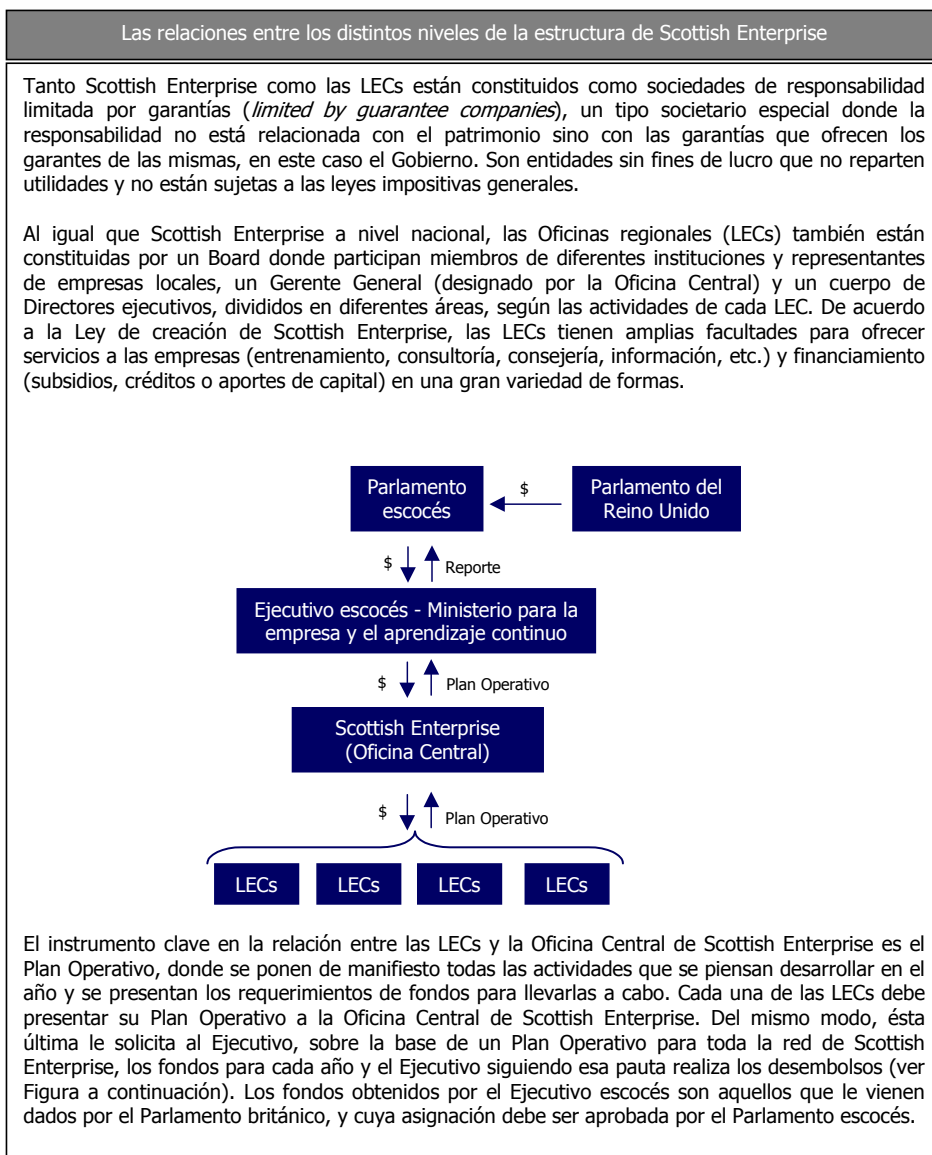 Las relaciones entre los distintos niveles de la estructura de Scottish Enterprise
Tanto Scottish Enterprise como las LECs están constituidos como sociedades de responsabilidad
limitada por garantías (limited by guarantee companies), un tipo societario especial donde la
responsabilidad no está relacionada con el patrimonio sino con las garantías que ofrecen los
garantes de las mismas, en este caso el Gobierno. Son entidades sin fines de lucro que no reparten
utilidades y no están sujetas a las leyes impositivas generales.
Al igual que Scottish Enterprise a nivel nacional, las Oficinas regionales (LECs) también están
constituidas por un Board donde participan miembros de diferentes instituciones y representantes
de empresas locales, un Gerente General (designado por la Oficina Central) y un cuerpo de
Directores ejecutivos, divididos en diferentes áreas, según las actividades de cada LEC. De acuerdo
a la Ley de creación de Scottish Enterprise, las LECs tienen amplias facultades para ofrecer
servicios a las empresas (entrenamiento, consultoría, consejería, información, etc.) y financiamiento
(subsidios, créditos o aportes de capital) en una gran variedad de formas.
Parlamento
escocés
$
Parlamento del
Reino Unido
$
Reporte
Ejecutivo escocés - Ministerio para la
empresa y el aprendizaje continuo
$
Plan Operativo
Scottish Enterprise
(Oficina Central)
$
Plan Operativo
LECs
LECs
LECs
LECs
El instrumento clave en la relación entre las LECs y la Oficina Central de Scottish Enterprise es el
Plan Operativo, donde se ponen de manifiesto todas las actividades que se piensan desarrollar en el
año y se presentan los requerimientos de fondos para llevarlas a cabo. Cada una de las LECs debe
presentar su Plan Operativo a la Oficina Central de Scottish Enterprise. Del mismo modo, ésta
última le solicita al Ejecutivo, sobre la base de un Plan Operativo para toda la red de Scottish
Enterprise, los fondos para cada año y el Ejecutivo siguiendo esa pauta realiza los desembolsos (ver
Figura a continuación). Los fondos obtenidos por el Ejecutivo escocés son aquellos que le vienen
dados por el Parlamento británico, y cuya asignación debe ser aprobada por el Parlamento escocés.